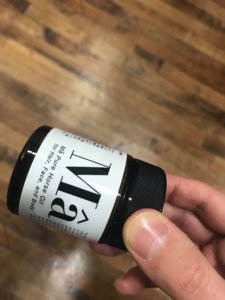 Mâ
Mâ Pure Horse Oil
for Hair, Face, and Body